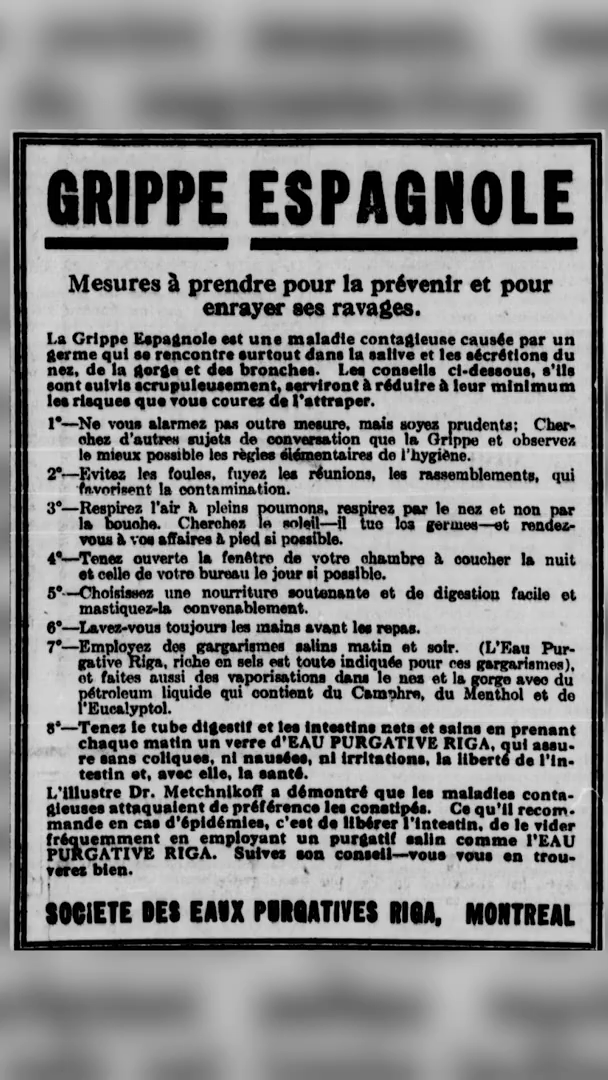 GRIPPE ESPAGNOLE
Mesures à prendre pour la prévenir et pour
enrayer ses ravages.
La Grippe Espagnole est une maladie contagieuse causée par un
germe qui se rencontre surtout dans la salive et les sécrétions du
nez, de la gorge et des bronches. Les conseils ci-dessous, s'ils
sont suivis scrupuleusement, serviront à réduire à leur minimum
les risques que vous courez de l'attraper.
1°—Ne vous alarmez pas outre mesure, mais soyez prudents; Cher-
chez d'autres sujets de conversation que la Grippe et observez
le mieux possible les règles élémentaires de l'hygiène.
2°—Evitez les foules, fuyez les réunions, les rassemblements, qui
favorisent la contamination.
3°—Respirez l'air à pleins poumons, respirez par le nez et non par
la bouche. Cherchez le soleil—il tue les germes—et rendez-
vous à vos affaires à pied si possible.
4°—Tenez ouverte la fenêtre de votre chambre à coucher la nuit
et celle de votre bureau le jour si possible.
5°—Choisissez une nourriture soutenante et de digestion facile et
mastiquez-la convenablement.
6°—Lavez-vous toujours les mains avant les repas.
7°—Employez des gargarismes salins matin et soir. (L'Eau Pur-
gative Riga, riche en sels est toute indiquée pour ces gargarismes),
et faites aussi des vaporisations dans le nez et la gorge avec du
pétroleum liquide qui contient du Camphre, du Menthol et de
l'Eucalyptol.
8°—Tenez le tube digestif et les intestins nets et sains en prenant
chaque matin un verre d'EAU PURGATIVE RIGA, qui assu-
re sans coliques, ni nausées, ni irritations, la liberté de l'in-
testin et, avec elle, la santé.
L'illustre Dr. Metchnikoff a démontré que les maladies conta-
gieuses attaquaient de préférence les constipés. Ce qu'il recom-
mande en cas d'épidémies, c'est de libérer l'intestin, de le vider
fréquemment en employant un purgatif salin comme l'EAU
PURGATIVE RIGA. Suivez son conseil—vous vous en trou-
verez bien.
SOCIETE DES EAUX PURGATIVES RIGA, MONTREAL